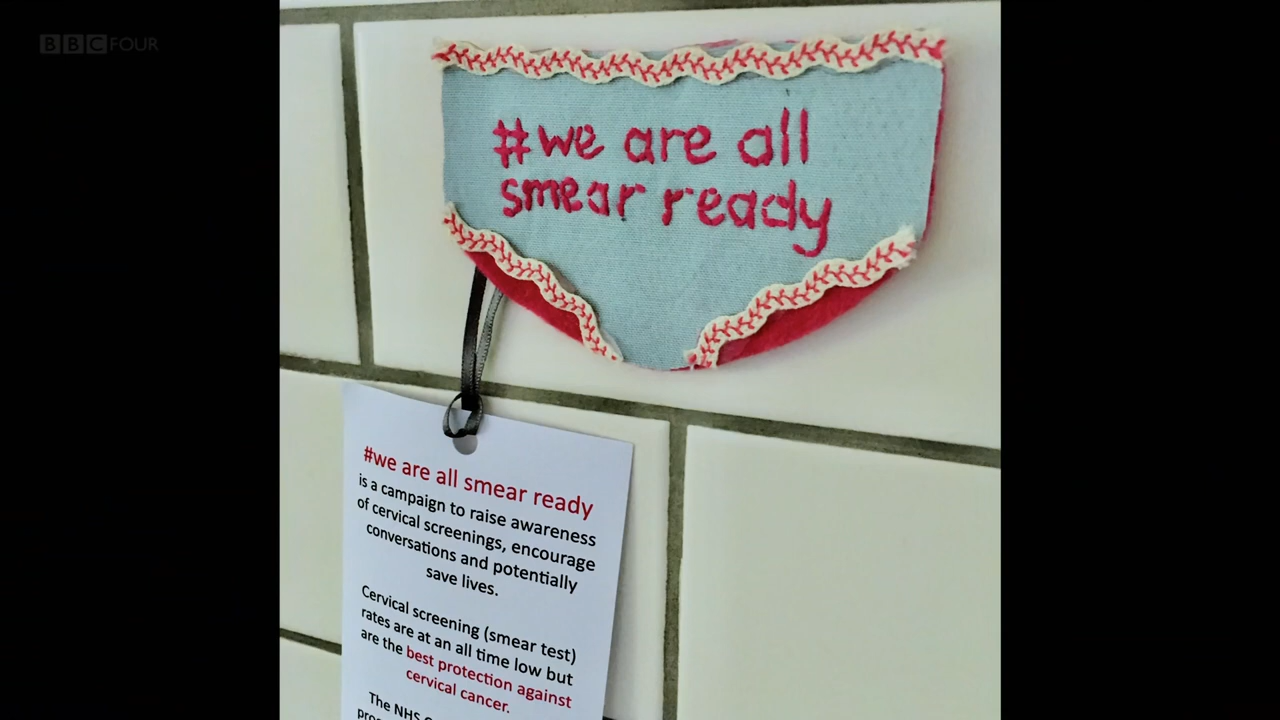 BBC FOUR
#we are all
smear ready
#we are all smear ready
is a campaign to raise awareness
of cervical screenings, encourage
conversations and potentially
save lives.
Cervical screening (smear test)
rates are at an all time low but
are the best protection against
cervical cancer.
The NHS